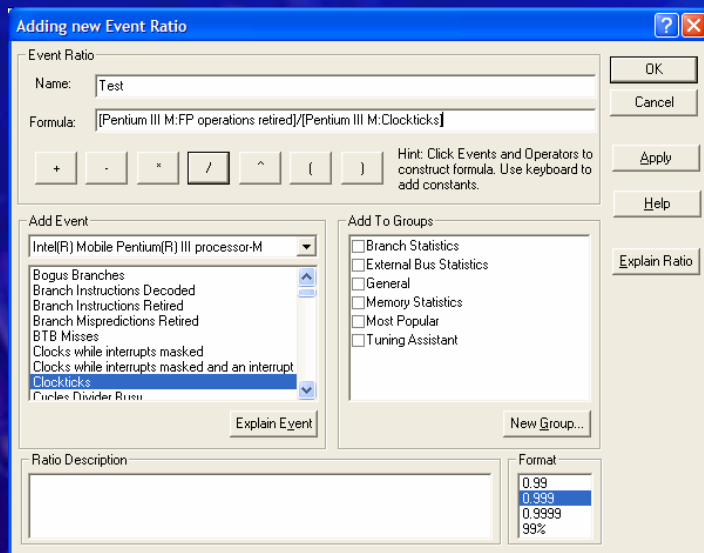 Adding new Event Ratio
Event Ratio
Name: Test
Formula: [Pentium III M:FP operations retired]/[Pentium III M:Clockticks]
+ - * / ^ ( )
Hint: Click Events and Operators to
construct formula. Use keyboard to
add constants.
OK
Cancel
Apply
Help
Explain Ratio
Add Event
Intel(R) Mobile Pentium(R) III processor-M
Bogus Branches
Branch Instructions Decoded
Branch Instructions Retired
Branch Mispredictions Retired
BTB Misses
Clocks while interrupts masked
Clocks while interrupts masked and an interrupt
Clockticks
Cycles Divider Busy
Explain Event
Add To Groups
Branch Statistics
External Bus Statistics
General
Memory Statistics
Most Popular
Tuning Assistant
New Group...
Ratio Description
Format
0.99
0.999
0.9999
99%